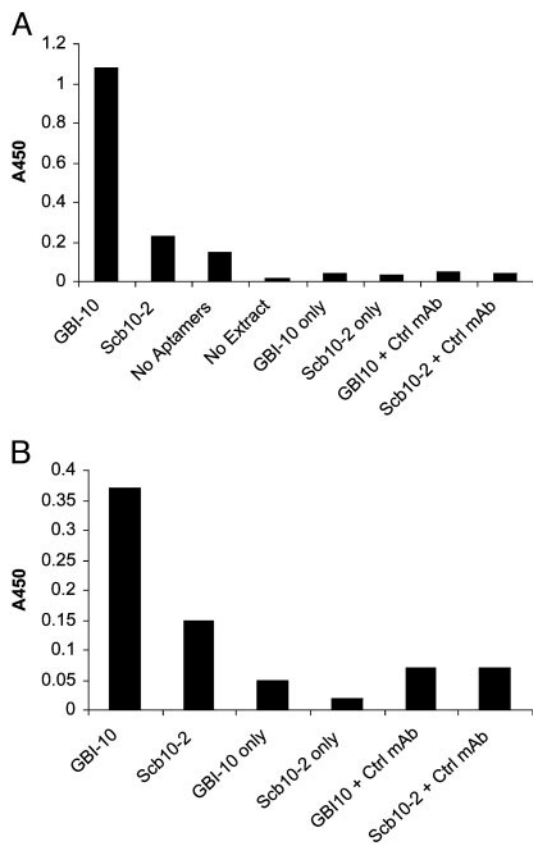 A
1.2
1
0.8
0.6
0.4
0.2
0
A450
GBI-10
Scb10-2
No Aptamers
No Extract
GBI-10 only
Scb10-2 only
GBI10 + Ctrl mAb
Scb10-2 + Ctrl mAb
B
0.4
0.35
0.3
0.25
0.2
0.15
0.1
0.05
0
A450
GBI-10
Scb10-2
GBI-10 only
Scb10-2 only
GBI10 + Ctrl mAb
Scb10-2 + Ctrl mAb